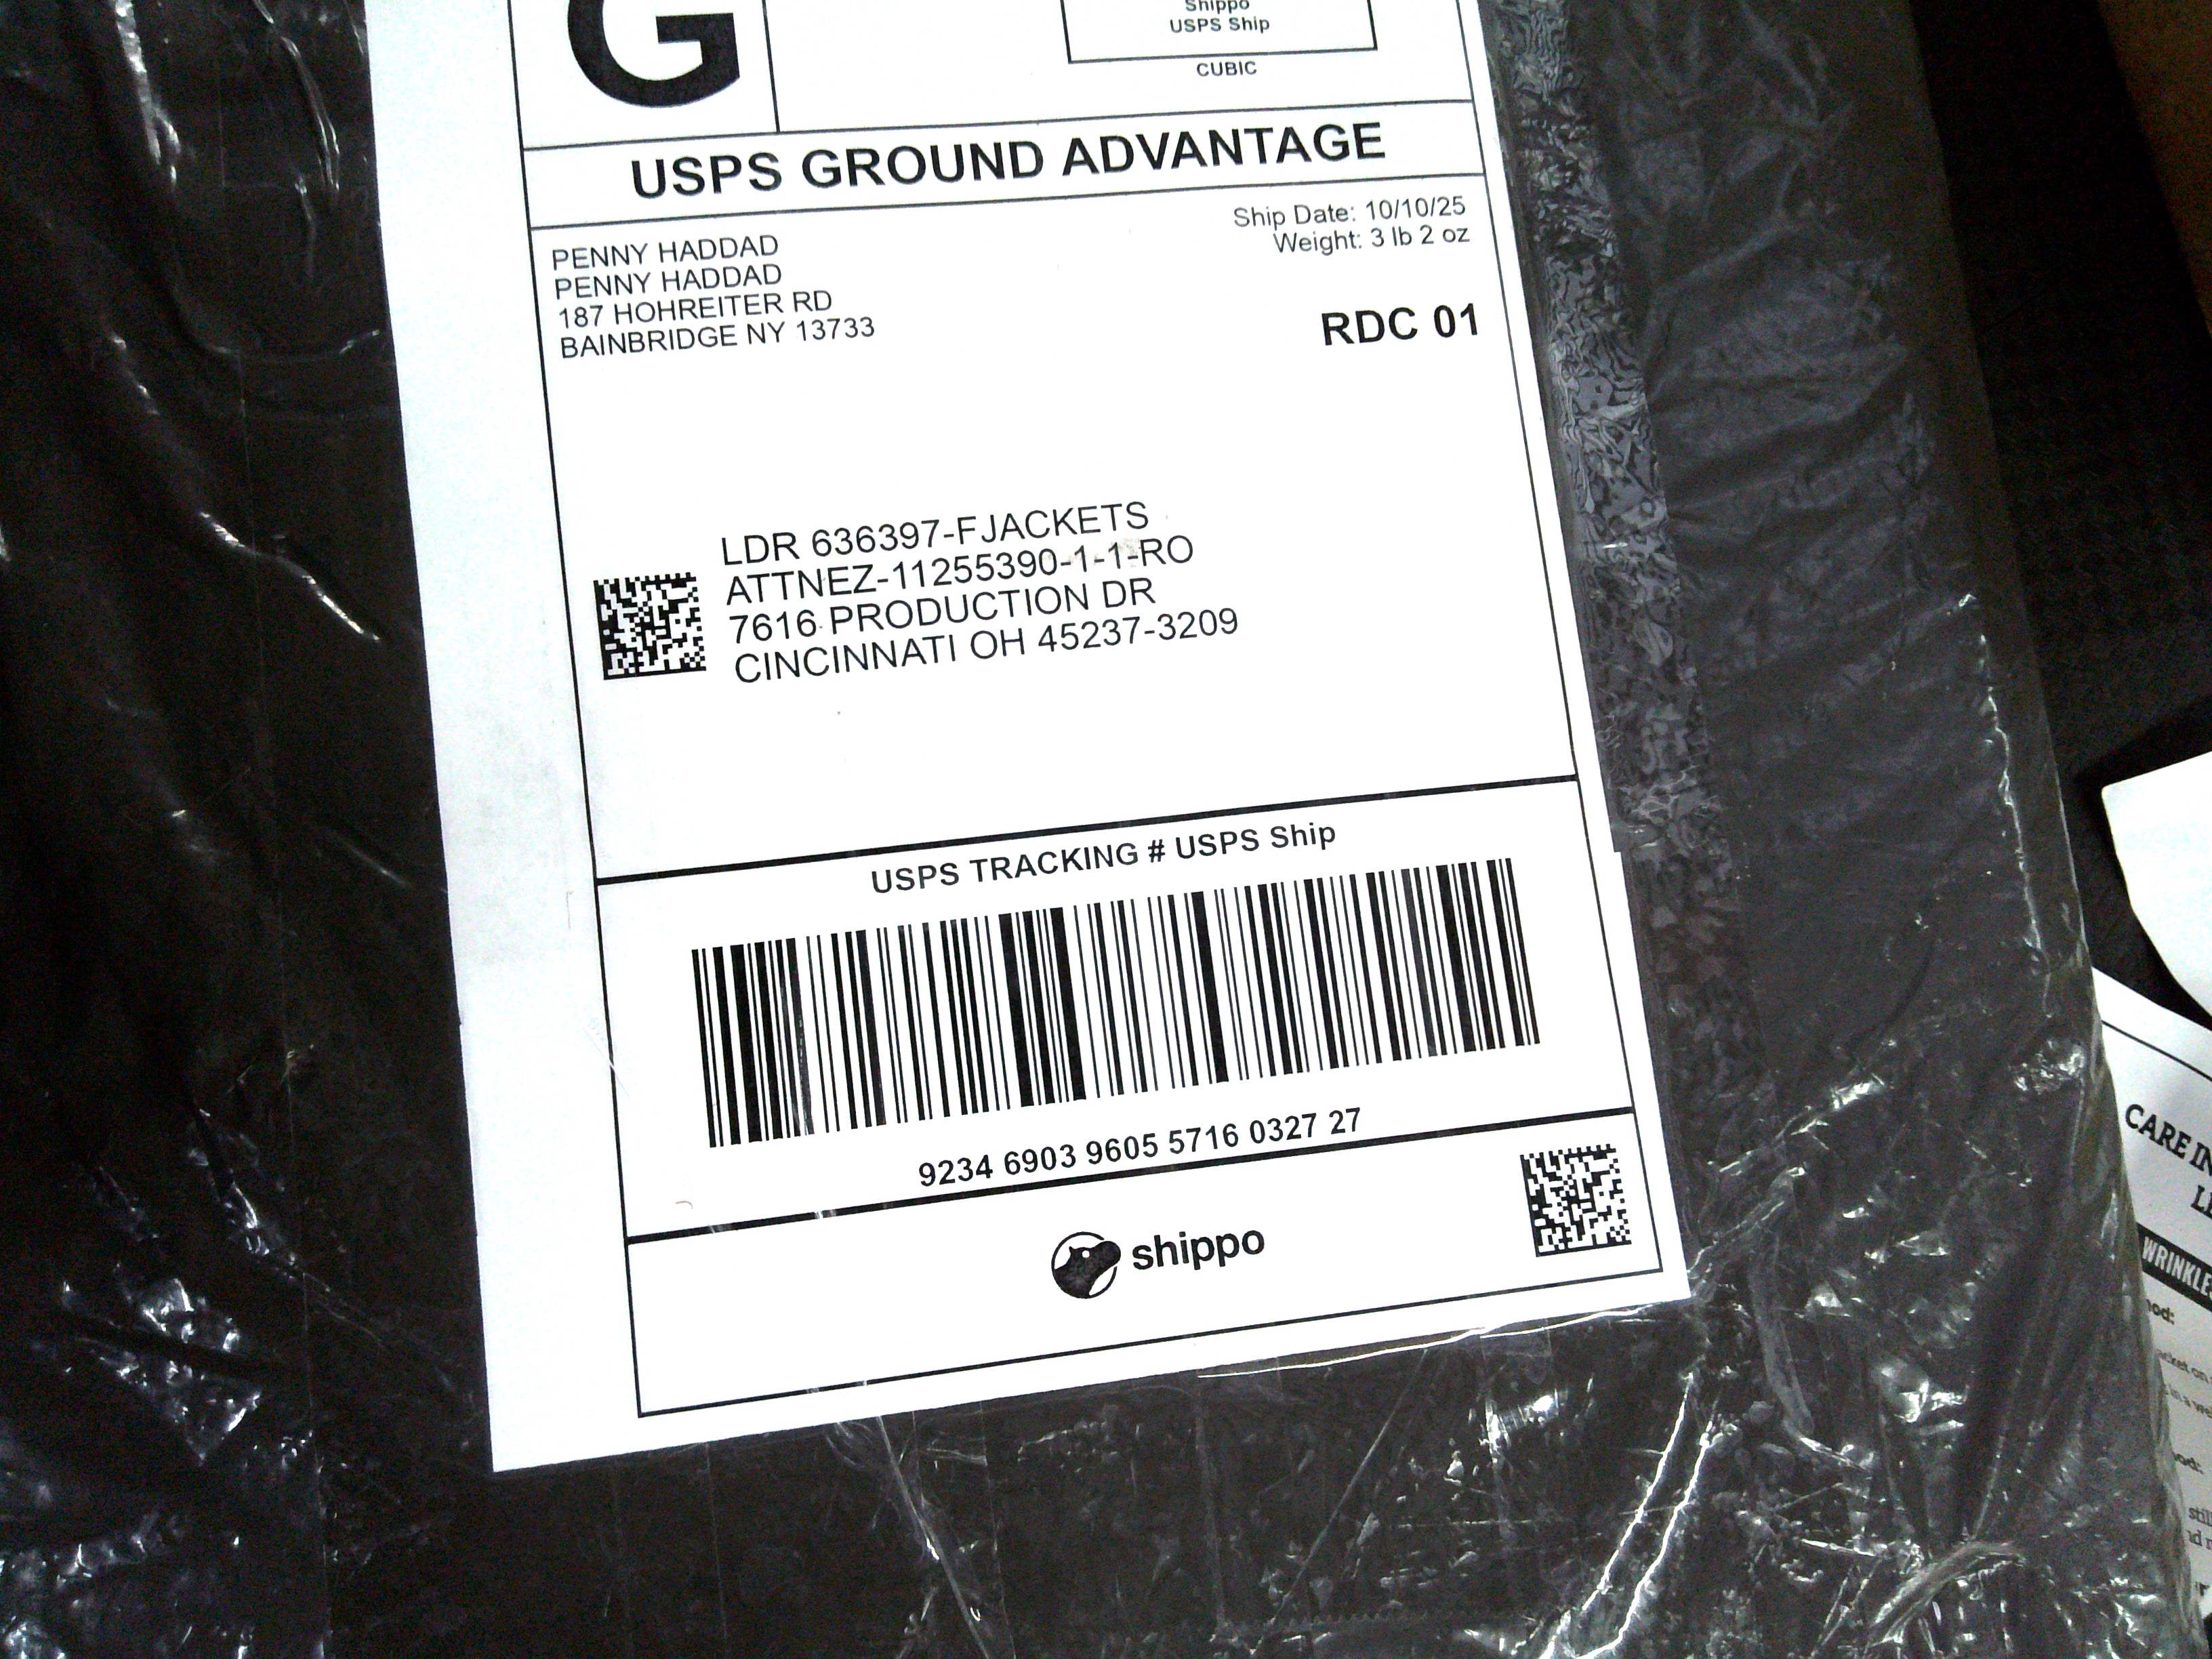 G
Shippo
USPS Ship
CUBIC
USPS GROUND ADVANTAGE
PENNY HADDAD
PENNY HADDAD
187 HOHREITER RD
BAINBRIDGE NY 13733
Ship Date: 10/10/25
Weight: 3 lb 2 oz
RDC 01
LDR 636397-FJACKETS
ATTNEZ-11255390-1-1-RO
7616 PRODUCTION DR
CINCINNATI OH 45237-3209
USPS TRACKING # USPS Ship
9234 6903 9605 5716 0327 27
shippo
CARE